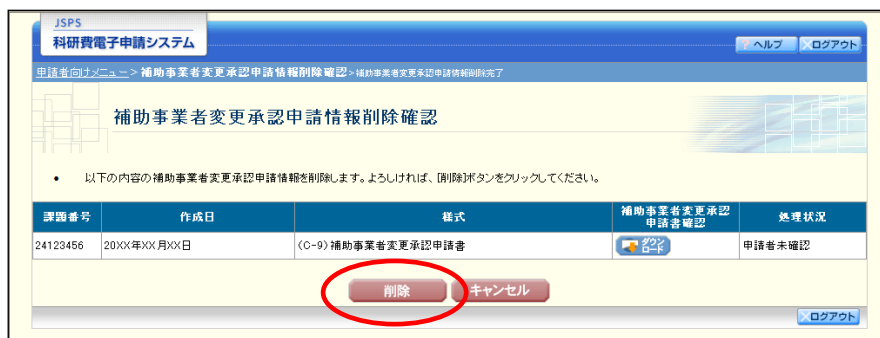 JSPS
科研費電子申請システム
? ヘルプ ×ログアウト
申請者向けメニュー>補助事業者変更承認申請情報削除確認>補助事業者変更承認申請情報削除完了
補助事業者変更承認申請情報削除確認
• 以下の内容の補助事業者変更承認申請情報を削除します。よろしければ、[削除]ボタンをクリックしてください。
課題番号 作成日 様式 補助事業者変更承認 処理状況
申請書確認
24123456 20XX年XX月XX日 (C-9)補助事業者変更承認申請書 ダウン 申請者未確認
ロード
削除 キャンセル
×ログアウト